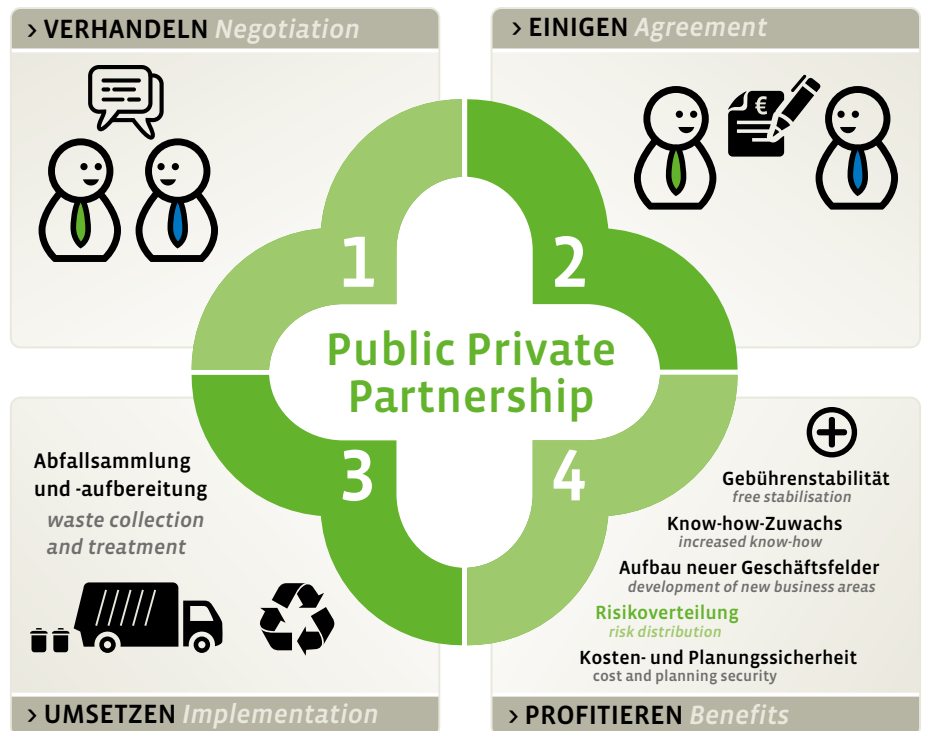 › VERHANDELN Negotiation
› EINIGEN Agreement
€
1
2
Public Private
Partnership
3
4
Abfallsammlung
und -aufbereitung
waste collection
and treatment
Gebührenstabilität
free stabilisation
Know-how-Zuwachs
increased know-how
Aufbau neuer Geschäftsfelder
development of new business areas
Risikoverteilung
risk distribution
Kosten- und Planungssicherheit
cost and planning security
› UMSETZEN Implementation
› PROFITIEREN Benefits